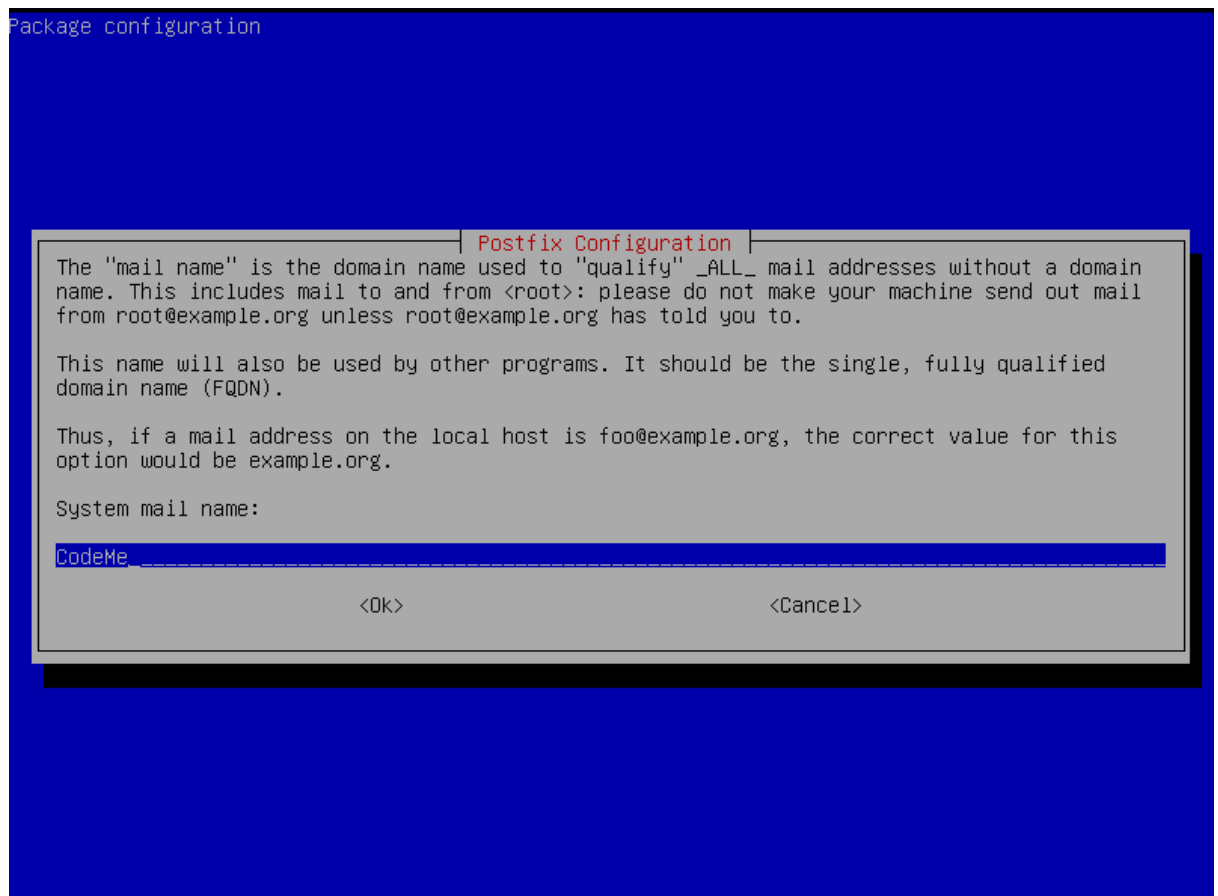 Package configuration
Postfix Configuration
The "mail name" is the domain name used to "qualify" _ALL_ mail addresses without a domain
name. This includes mail to and from <root>: please do not make your machine send out mail
from root@example.org unless root@example.org has told you to.
This name will also be used by other programs. It should be the single, fully qualified
domain name (FQDN).
Thus, if a mail address on the local host is foo@example.org, the correct value for this
option would be example.org.
System mail name:
CodeMe
<Ok> <Cancel>